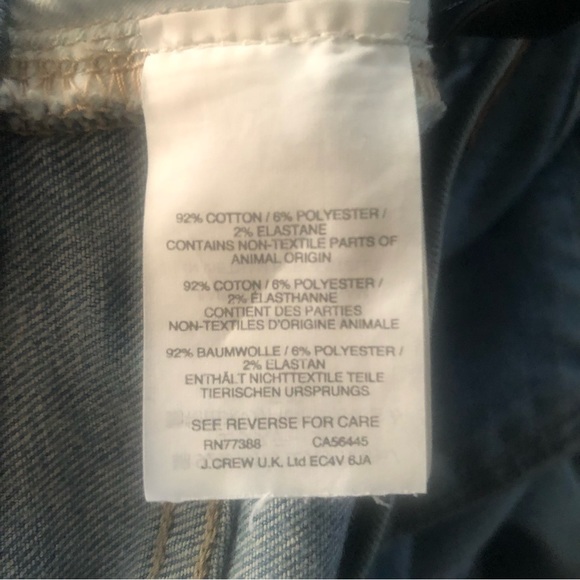 92% COTTON / 6% POLYESTER /
2% ELASTANE
CONTAINS NON-TEXTILE PARTS OF
ANIMAL ORIGIN
92% COTON / 6% POLYESTER /
2% ÉLASTHANNE
CONTIENT DES PARTIES
NON-TEXTILES D'ORIGINE ANIMALE
92% BAUMWOLLE / 6% POLYESTER /
2% ELASTAN
ENTHÄLT NICHTTEXTILE TEILE
TIERISCHEN URSPRUNGS
SEE REVERSE FOR CARE
RN77388 CA56445
J.CREW U.K. Ltd EC4V 6JA